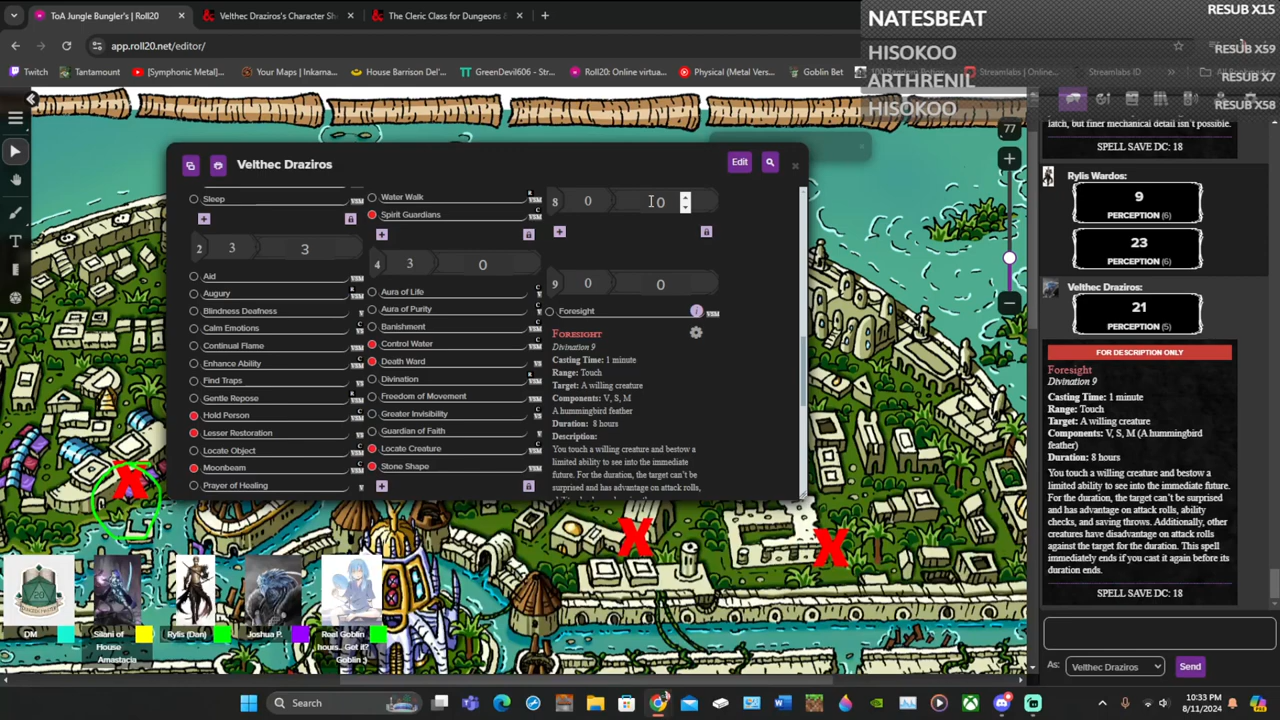 ToA Jungle Bungler's | Roll20
Velthec Draziros's Character Sh
The Cleric Class for Dungeons &
app.roll20.net/editor/
Twitch
Tantamount
[Symphonic Metal]...
Your Maps | Inkarna...
House Barrison Del'...
GreenDevil606 - Str...
Roll20: Online virtua...
Physical (Metal Vers...
Goblin Bet
Streamlabs ID
NATESBEAT
RESUB X15
HISOKOO
RESUB X59
ARTHRENIL
RESUB X7
HISOKOO
RESUB X58
77
Velthec Draziros
Edit
Sleep
2 3 3
Aid
Augury
Blindness Deafness
Calm Emotions
Continual Flame
Enhance Ability
Find Traps
Gentle Repose
Hold Person
Lesser Restoration
Locate Object
Moonbeam
Prayer of Healing
Water Walk
Spirit Guardians
4 3 0
Aura of Life
Aura of Purity
Banishment
Control Water
Death Ward
Divination
Freedom of Movement
Greater Invisibility
Guardian of Faith
Locate Creature
Stone Shape
8 0 0
9 0 0
Foresight
FORESIGHT
Divination 9
Casting Time: 1 minute
Range: Touch
Target: A willing creature
Components: V, S, M
A hummingbird feather
Duration: 8 hours
Description:
You touch a willing creature and bestow a
limited ability to see into the immediate
future. For the duration, the target can't be
surprised and has advantage on attack rolls,
latch, but finer mechanical detail isn't possible.
SPELL SAVE DC: 18
Rylis Wardos:
9
PERCEPTION (6)
23
PERCEPTION (6)
Velthec Draziros:
21
PERCEPTION (5)
FOR DESCRIPTION ONLY
Foresight
Divination 9
Casting Time: 1 minute
Range: Touch
Target: A willing creature
Components: V, S, M (A hummingbird
feather)
Duration: 8 hours
You touch a willing creature and bestow a
limited ability to see into the immediate
future. For the duration, the target can't be
surprised and has advantage on attack rolls,
ability checks, and saving throws. Additionally, other
creatures have disadvantage on attack rolls
against the target for the duration. This spell
immediately ends if you cast it again before its
duration ends.
SPELL SAVE DC: 18
As: Velthec Draziros
Send
X
X
X
DM
Silani of
House
Amastacia
Rylis (Dan)
Joshua P.
Real Goblin
hours.. Get it?
Goblin :)
Search
10:33 PM
8/11/2024